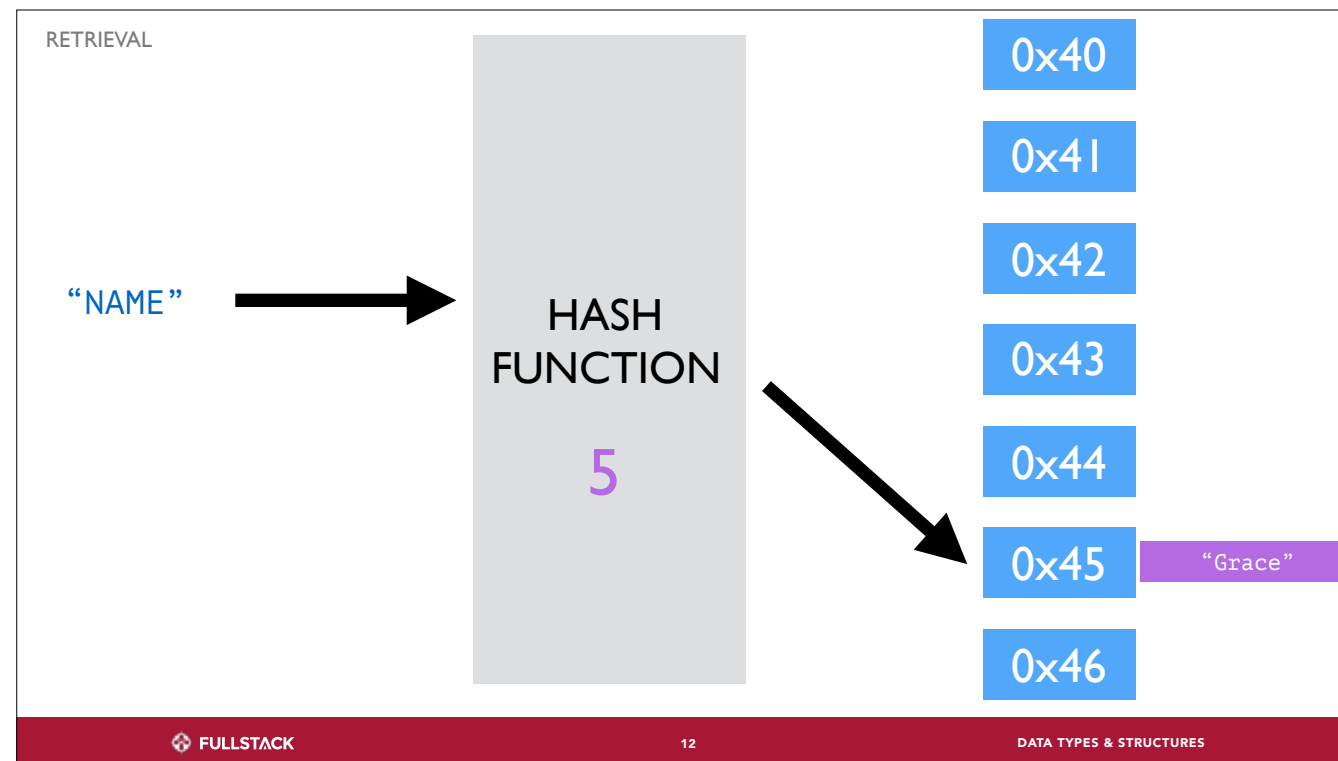 RETRIEVAL
“NAME”
HASH
FUNCTION
5
0x40
0x41
0x42
0x43
0x44
0x45
“Grace”
0x46
FULLSTACK
12
DATA TYPES & STRUCTURES